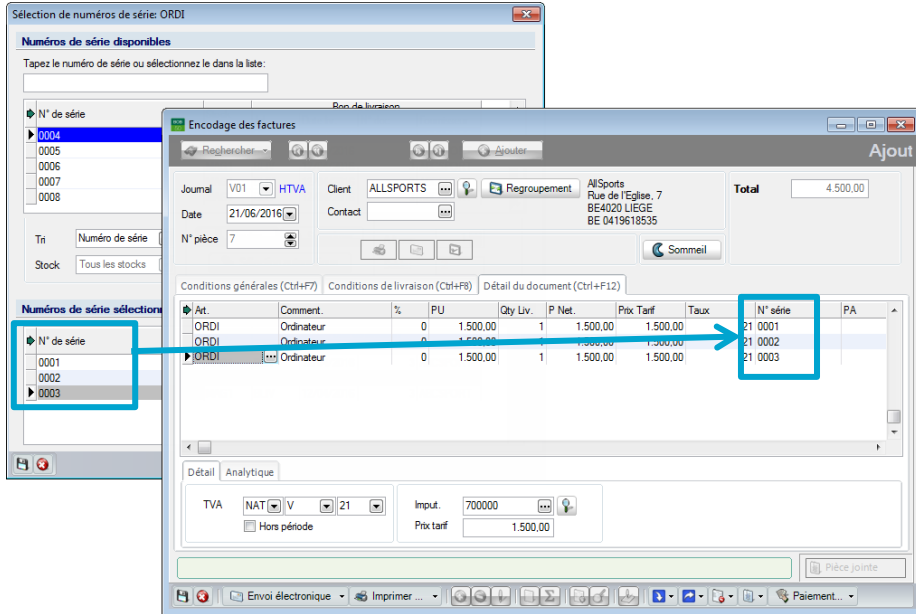 Sélection de numéros de série: ORDI
Numéros de série disponibles
Tapez le numéro de série ou sélectionnez le dans la liste:
N° de série
Bon de livraison
0004
0005
0006
0007
0008
Tri Numéro de série
Stock Tous les stocks
Numéros de série sélection
N° de série
0001
0002
0003
Encodage des factures
Rechercher
Ajouter
Ajout
Journal V01 HTVA
Client ALLSPORTS
Regroupement
AllSports
Rue de l'Eglise, 7
BE4020 LIEGE
BE 0419618535
Total 4.500,00
Date 21/06/2016
Contact
N° pièce 7
Sommeil
Conditions générales (Ctrl+F7) Conditions de livraison (Ctrl+F8) Détail du document (Ctrl+F12)
Art. Comment. % PU Qty Liv. P Net. Prix Tarif Taux N° série PA
ORDI Ordinateur 0 1.500,00 1 1.500,00 1.500,00 21 0001
ORDI Ordinateur 0 1.500,00 1 1.500,00 1.500,00 21 0002
ORDI Ordinateur 0 1.500,00 1 1.500,00 1.500,00 21 0003
Détail Analytique
TVA NAT V 21
Imput. 700000
Hors période
Prix tarif 1.500,00
Pièce jointe
Envoi électronique Imprimer ... Paiement...